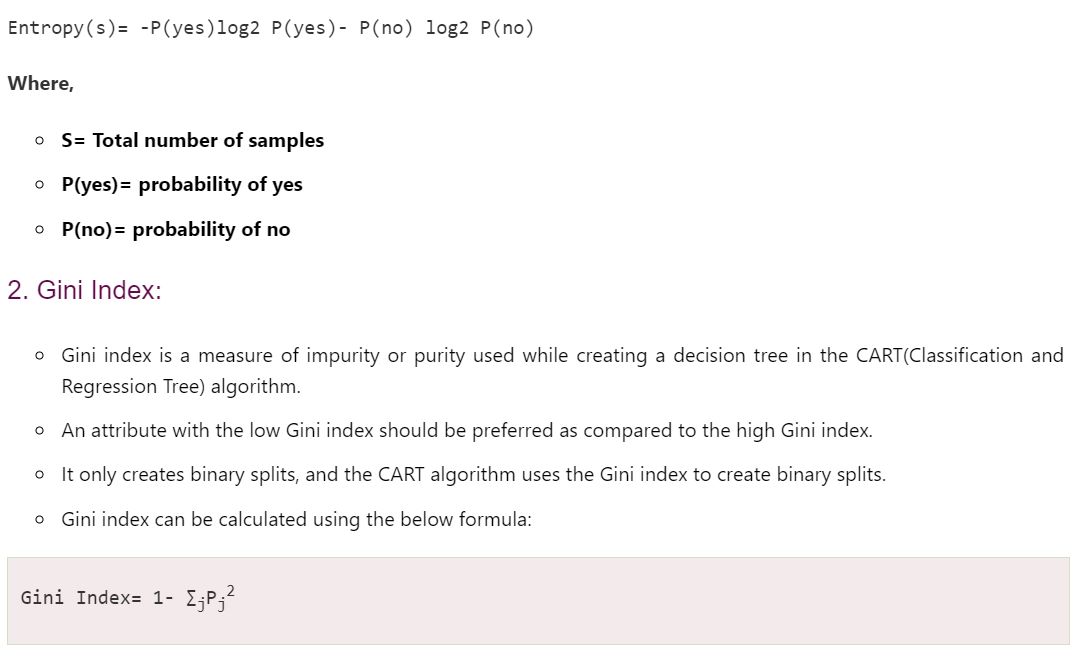 Entropy(s)= -P(yes)log2 P(yes)- P(no) log2 P(no)
Where,
S= Total number of samples
P(yes)= probability of yes
P(no)= probability of no
2. Gini Index:
Gini index is a measure of impurity or purity used while creating a decision tree in the CART(Classification and
Regression Tree) algorithm.
An attribute with the low Gini index should be preferred as compared to the high Gini index.
It only creates binary splits, and the CART algorithm uses the Gini index to create binary splits.
Gini index can be calculated using the below formula:
Gini Index= 1- ∑ⱼPⱼ²